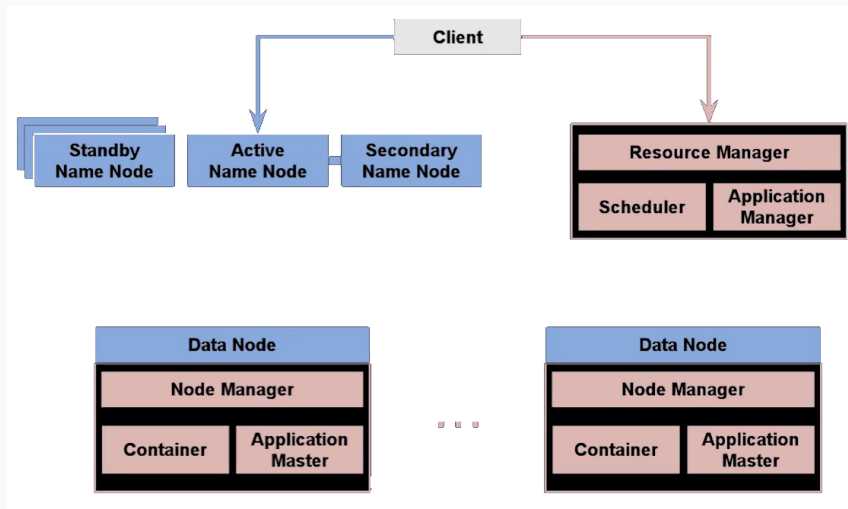 Client
Standby
Name Node
Active
Name Node
Secondary
Name Node
Resource Manager
Scheduler
Application
Manager
Data Node
Node Manager
Container
Application
Master
...
Data Node
Node Manager
Container
Application
Master